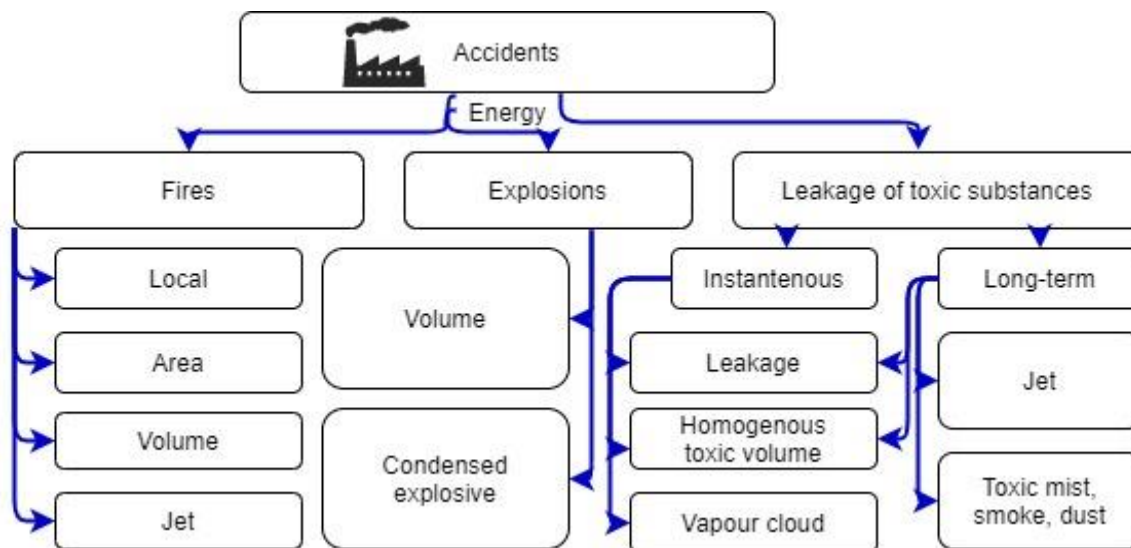 Accidents
Energy
Fires
Explosions
Leakage of toxic substances
Local
Area
Volume
Jet
Volume
Condensed
explosive
Instantenous
Long-term
Leakage
Homogenous
toxic volume
Vapour cloud
Jet
Toxic mist,
smoke, dust